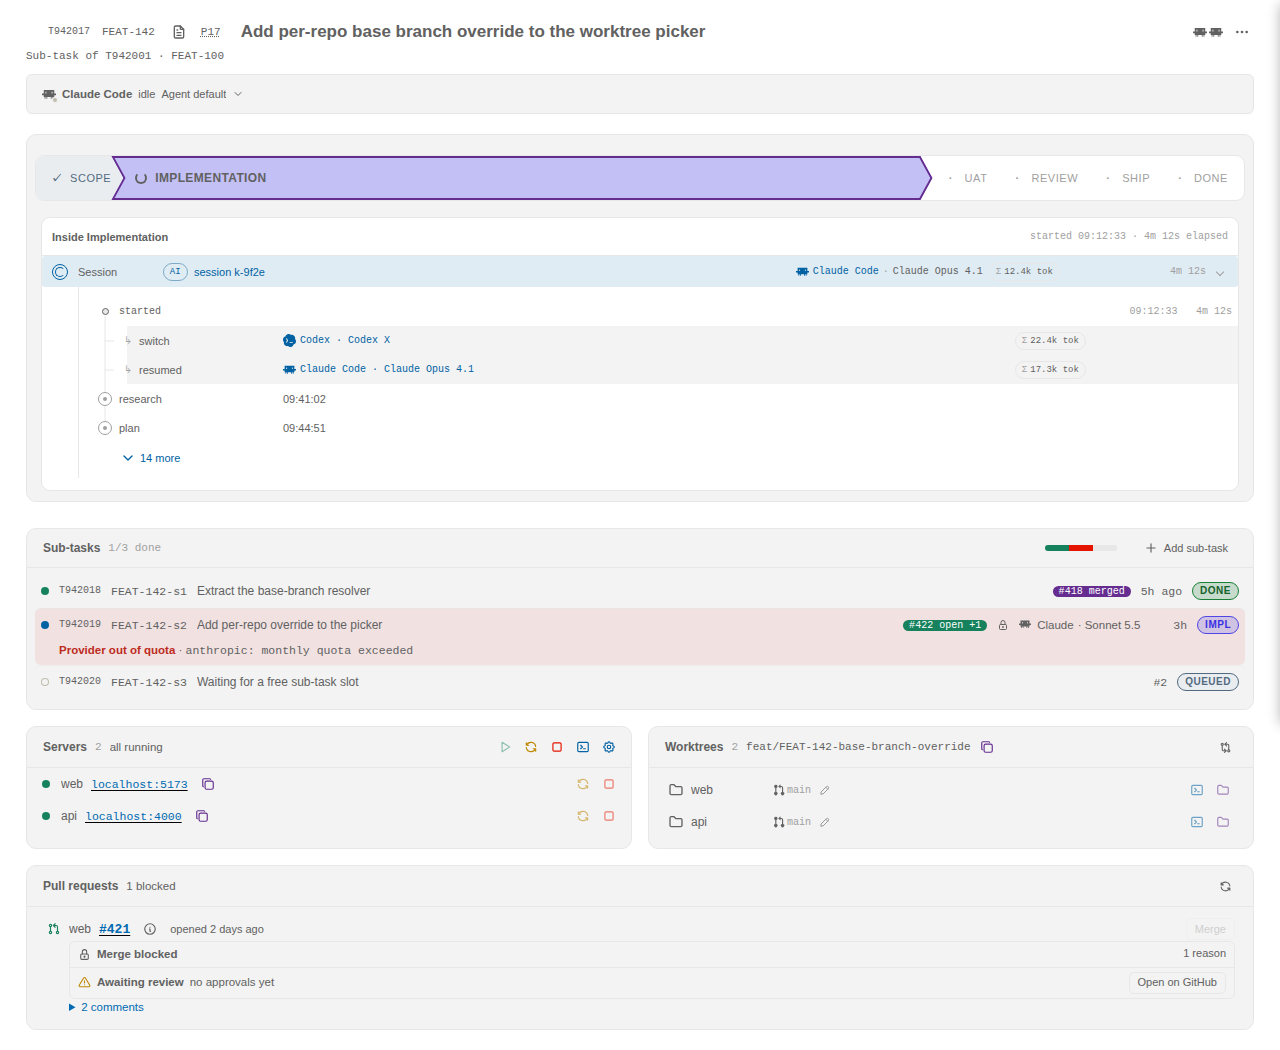 T942017 FEAT-142 P17 Add per-repo base branch override to the worktree picker
Sub-task of T942001 · FEAT-100
Claude Code idle Agent default
SCOPE IMPLEMENTATION · UAT · REVIEW · SHIP · DONE
Inside Implementation started 09:12:33 · 4m 12s elapsed
Session AI session k-9f2e Claude Code · Claude Opus 4.1 Σ 12.4k tok 4m 12s
started 09:12:33 4m 12s
↳ switch Codex · Codex X Σ 22.4k tok
↳ resumed Claude Code · Claude Opus 4.1 Σ 17.3k tok
research 09:41:02
plan 09:44:51
14 more
Sub-tasks 1/3 done Add sub-task
T942018 FEAT-142-s1 Extract the base-branch resolver #418 merged 5h ago DONE
T942019 FEAT-142-s2 Add per-repo override to the picker #422 open +1 Claude · Sonnet 5.5 3h IMPL
Provider out of quota · anthropic: monthly quota exceeded
T942020 FEAT-142-s3 Waiting for a free sub-task slot #2 QUEUED
Servers 2 all running
web localhost:5173
api localhost:4000
Worktrees 2 feat/FEAT-142-base-branch-override
web main
api main
Pull requests 1 blocked
web #421 opened 2 days ago Merge
Merge blocked 1 reason
Awaiting review no approvals yet Open on GitHub
2 comments